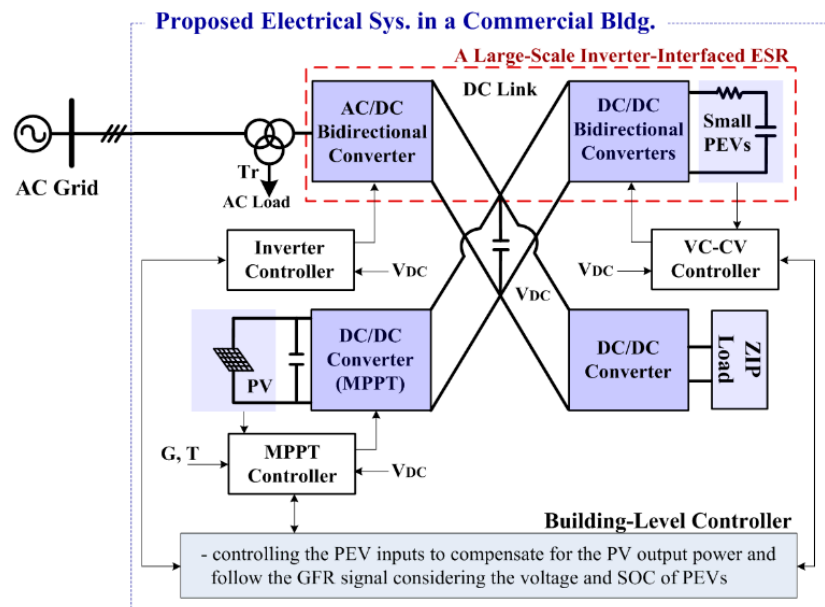 Proposed Electrical Sys. in a Commercial Bldg.
A Large-Scale Inverter-Interfaced ESR
AC Grid
Tr
AC Load
AC/DC
Bidirectional
Converter
DC Link
DC/DC
Bidirectional
Converters
Small
PEVs
Inverter
Controller
VDC
VDC
VDC
VC-CV
Controller
PV
DC/DC
Converter
(MPPT)
DC/DC
Converter
ZIP
Load
G, T
MPPT
Controller
VDC
Building-Level Controller
- controlling the PEV inputs to compensate for the PV output power and
follow the GFR signal considering the voltage and SOC of PEVs